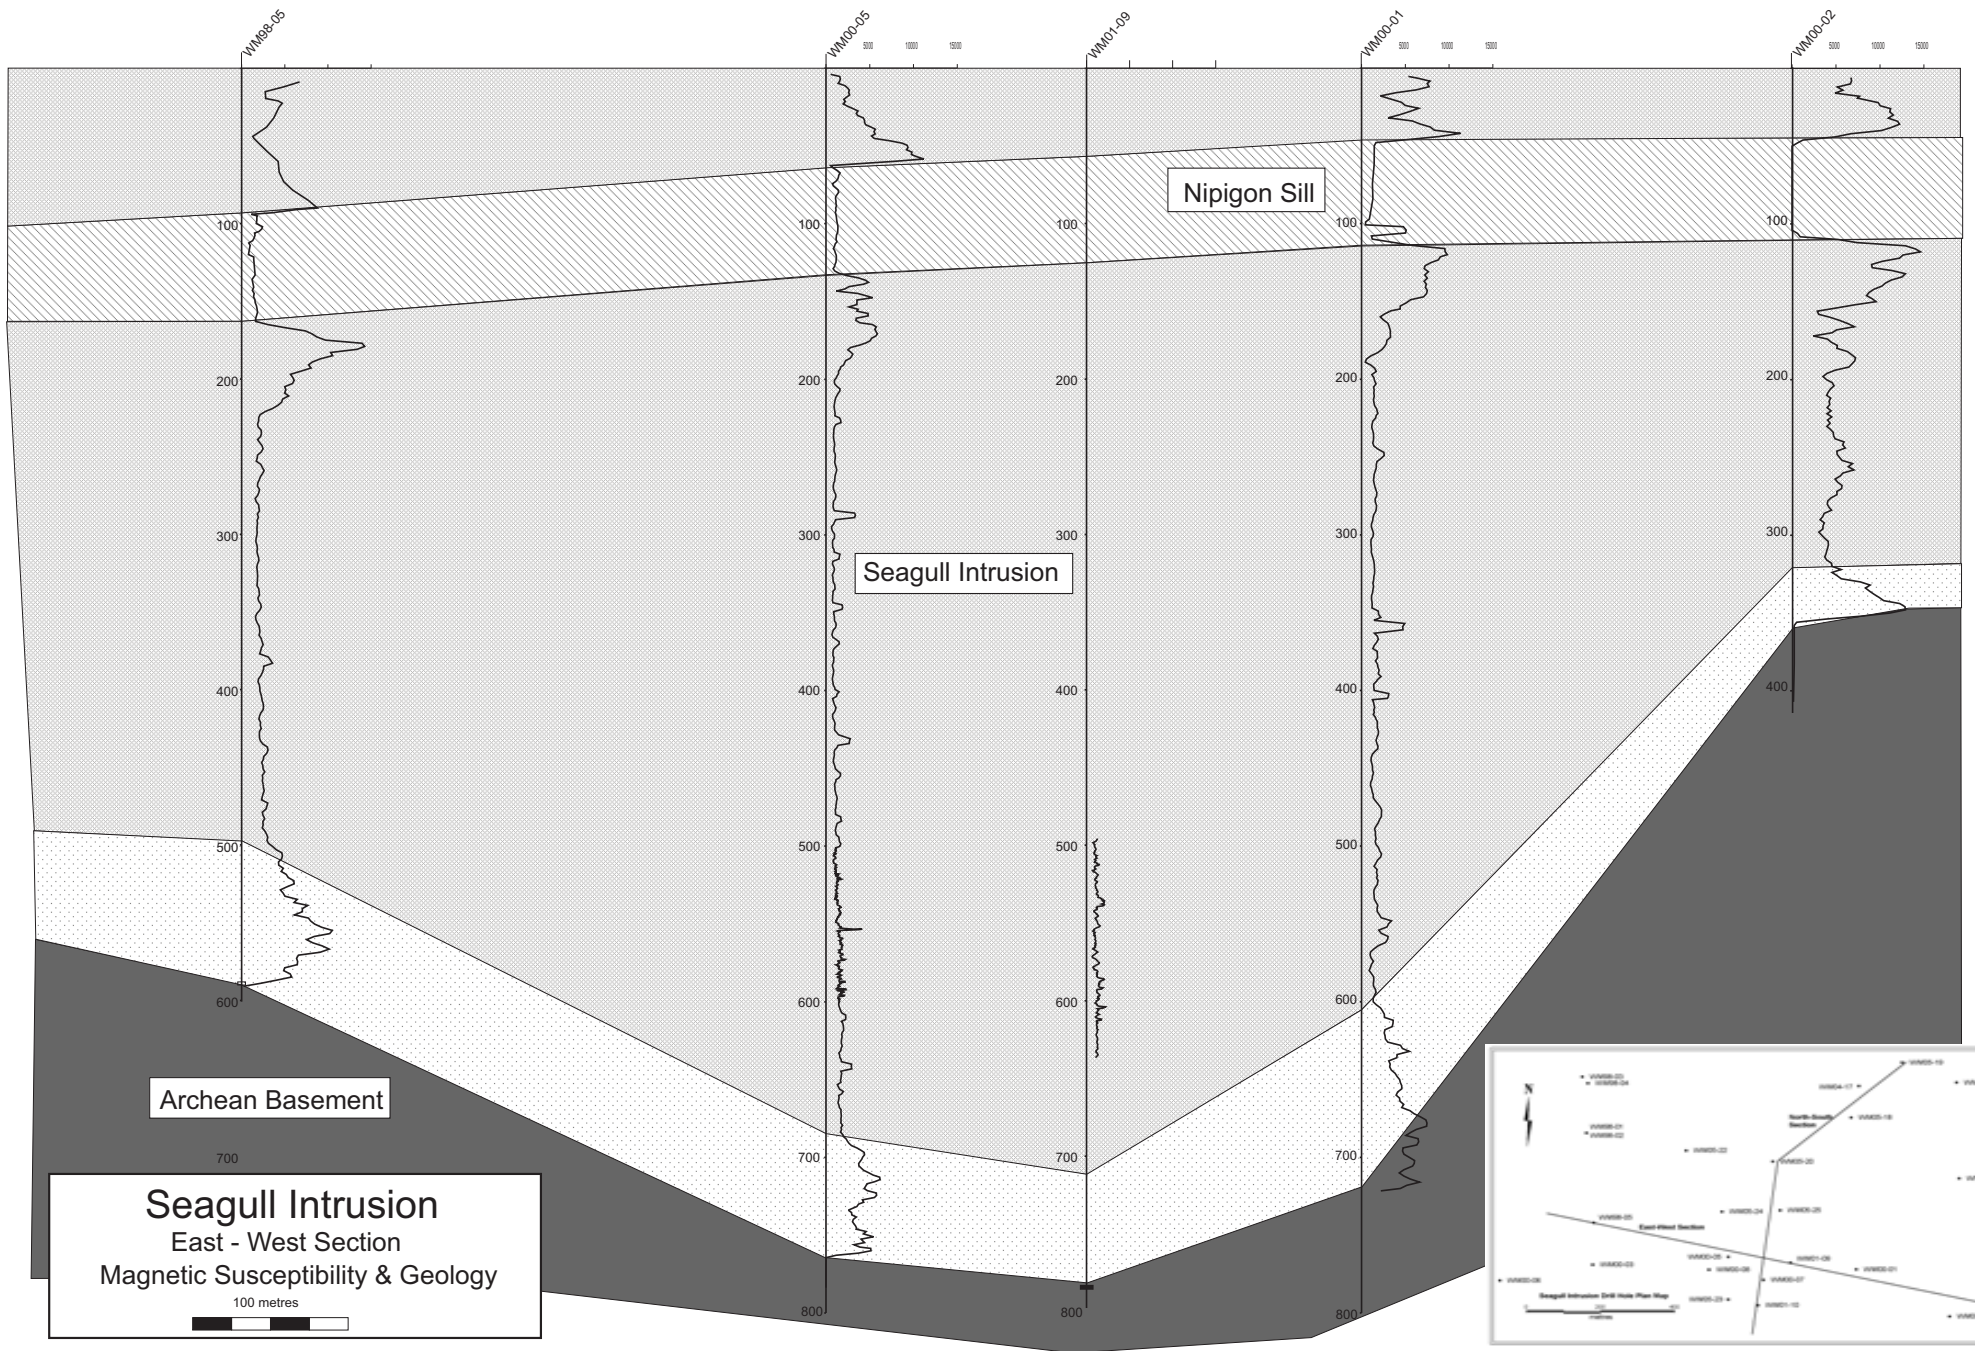 WM98-05
WM00-05
WM01-09
WM00-01
WM00-02
5000 10000 15000
5000 10000 15000
5000 10000 15000
Nipigon Sill
100
100
100
100
100
200
200
200
200
200
300
300
300
300
300
Seagull Intrusion
400
400
400
400
400
500
500
500
500
600
600
600
600
Archean Basement
700
700
700
700
800
800
800
Seagull Intrusion
East - West Section
Magnetic Susceptibility & Geology
100 metres
N
North-South
Section
East-West Section
Seagull Intrusion Drill Hole Plan Map
metres